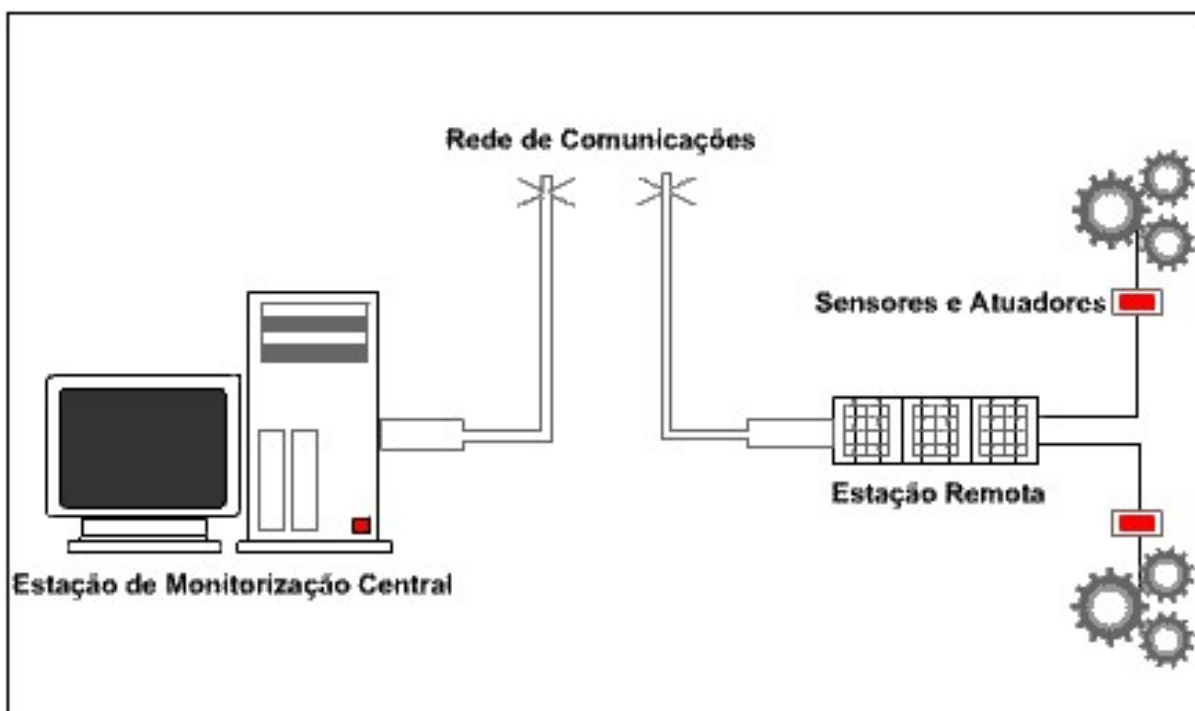 Rede de Comunicações
Sensores e Atuadores
Estação Remota
Estação de Monitorização Central